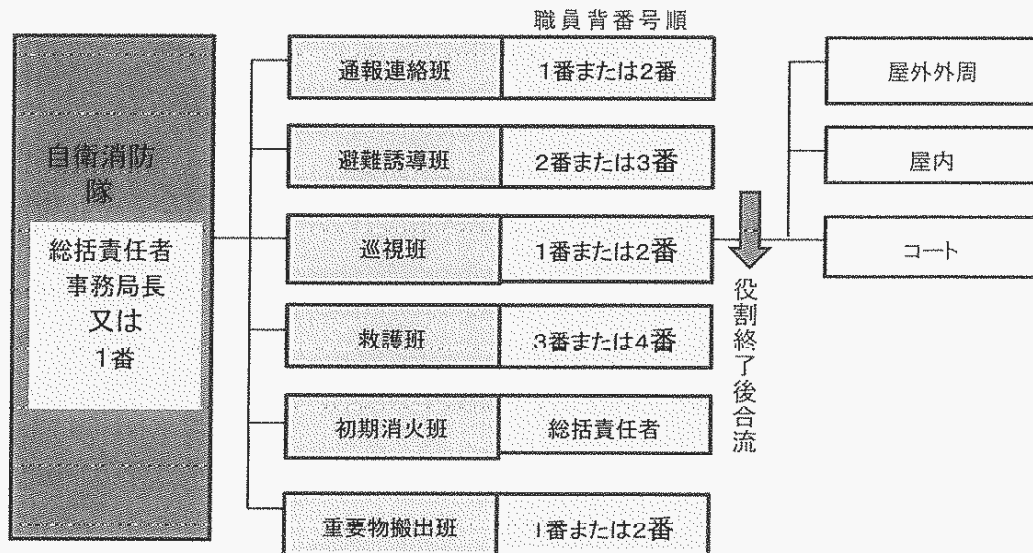 職員背番号順
自衛消防
隊
総括責任者
事務局長
又は
1番
通報連絡班
1番または2番
避難誘導班
2番または3番
巡視班
1番または2番
救護班
3番または4番
初期消火班
総括責任者
重要物搬出班
1番または2番
役割終了後合流
屋外外周
屋内
コート